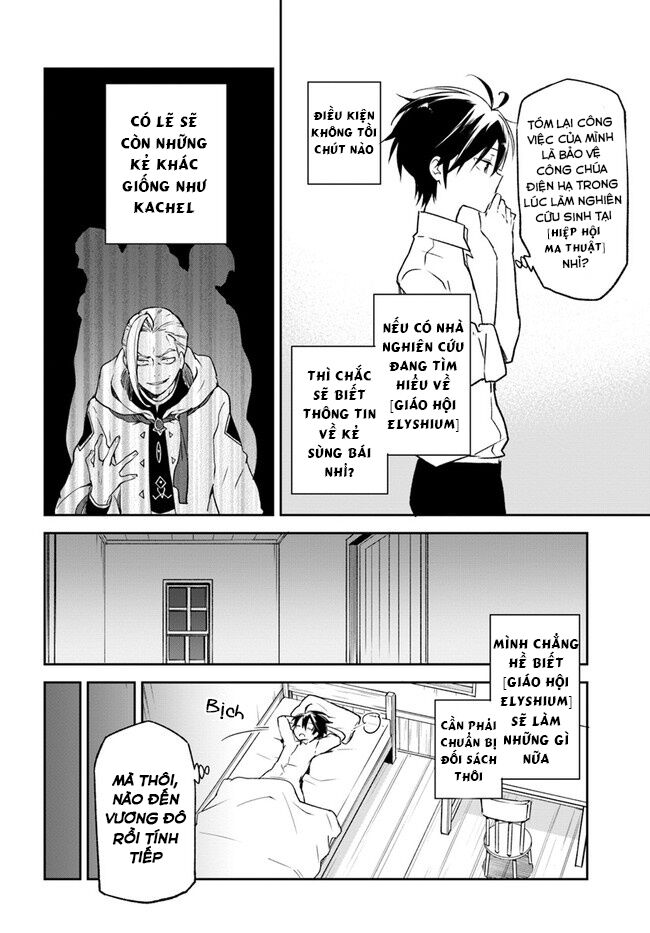 TÓM LẠI CÔNG
VIỆC CỦA MÌNH
LÀ BẢO VỆ
CÔNG CHÚA
ĐIỆN HẠ TRONG
LÚC LÀM NGHIÊN
CỨU SINH TẠI
[HIỆP HỘI
MA THUẬT]
NHỈ?
ĐIỀU KIỆN
KHÔNG TỒI
CHÚT NÀO
NẾU CÓ NHÀ
NGHIÊN CỨU
ĐANG TÌM
HIỂU VỀ
[GIÁO HỘI
ELYSHIUM]
THÌ CHẮC
SẼ BIẾT
THÔNG TIN
VỀ KẺ
SÙNG BÁI
NHỈ?
CÓ LẼ SẼ
CÒN NHỮNG
KẺ KHÁC
GIỐNG NHƯ
KACHEL
MÌNH CHẲNG
HỀ BIẾT
[GIÁO HỘI
ELYSHIUM]
SẼ LÀM
NHỮNG GÌ
NỮA
CẦN PHẢI
CHUẨN BỊ
ĐỐI SÁCH
THÔI
BỊCH
MÀ THÔI,
NÀO ĐẾN
VƯƠNG ĐÔ
RỒI TÍNH
TIẾP